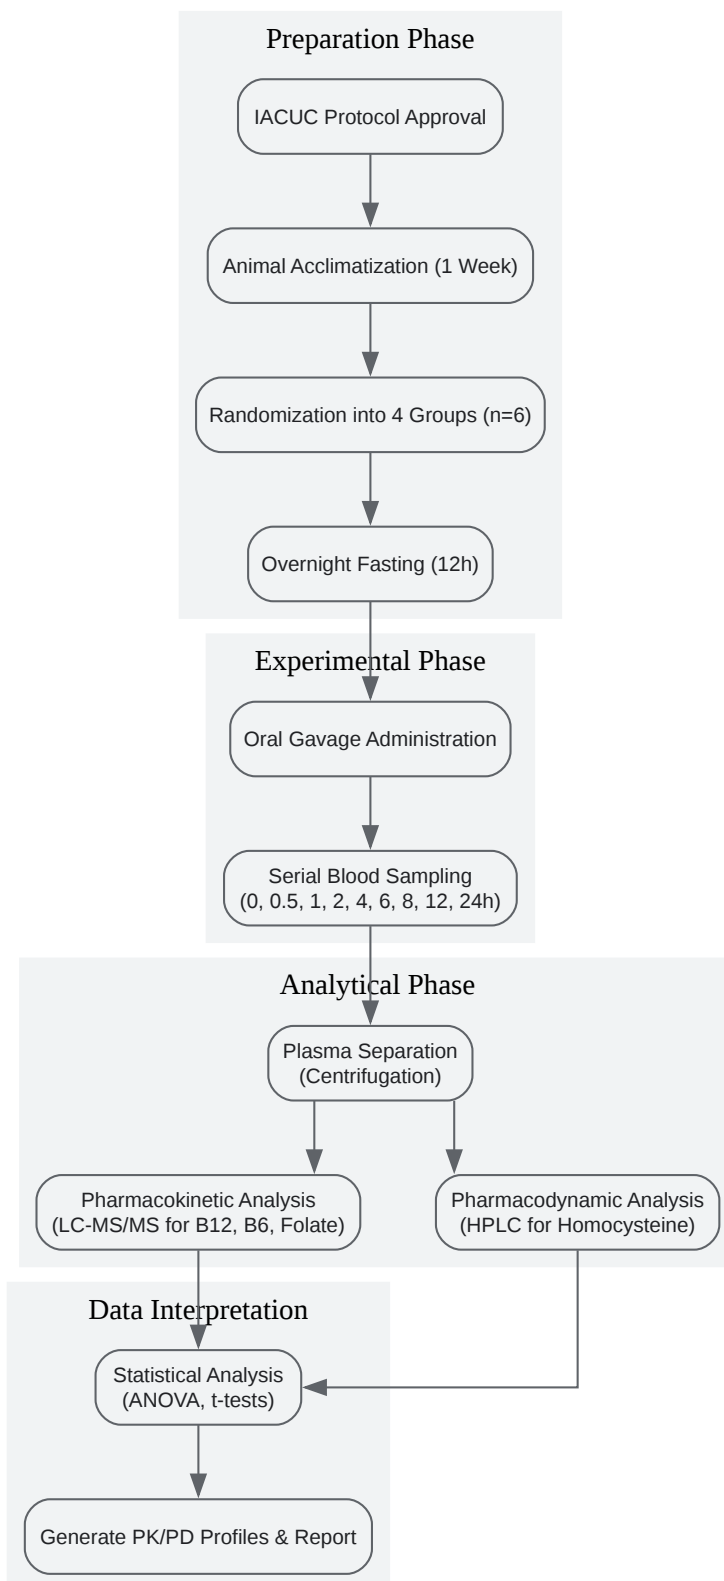 Preparation Phase
IACUC Protocol Approval
Animal Acclimatization (1 Week)
Randomization into 4 Groups (n=6)
Overnight Fasting (12h)
Experimental Phase
Oral Gavage Administration
Serial Blood Sampling
(0, 0.5, 1, 2, 4, 6, 8, 12, 24h)
Analytical Phase
Plasma Separation
(Centrifugation)
Pharmacokinetic Analysis
(LC-MS/MS for B12, B6, Folate)
Pharmacodynamic Analysis
(HPLC for Homocysteine)
Data Interpretation
Statistical Analysis
(ANOVA, t-tests)
Generate PK/PD Profiles & Report